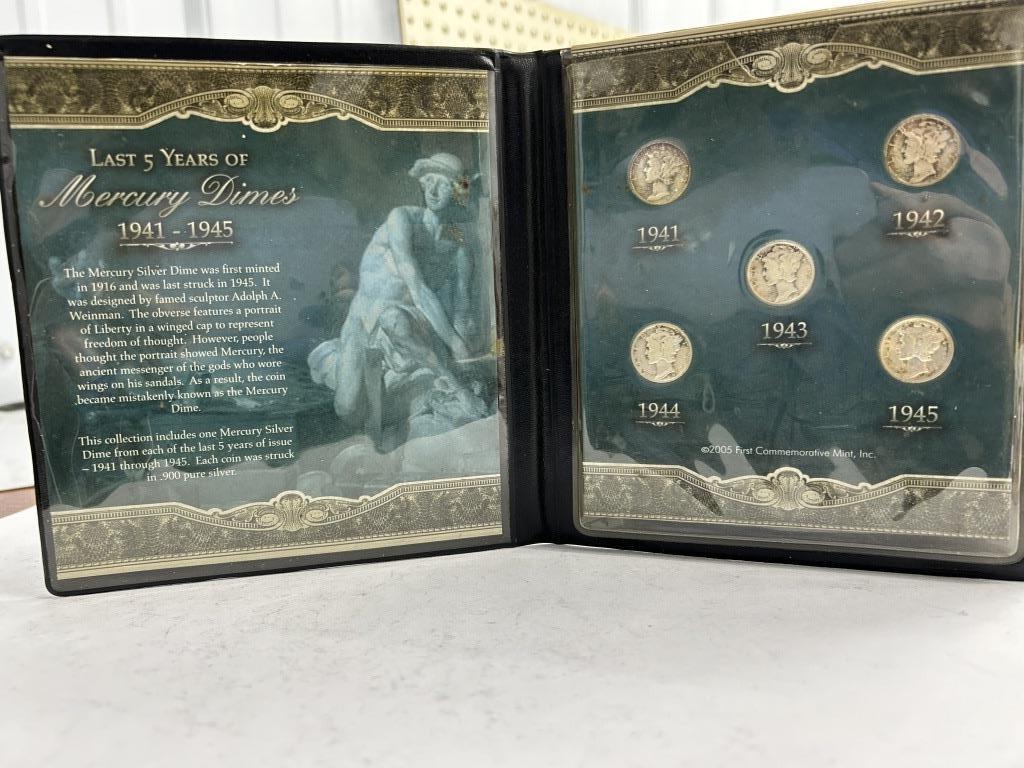 LAST 5 YEARS OF
Mercury Dimes
1941 - 1945
The Mercury Silver Dime was first minted
in 1916 and was last struck in 1945. It
was designed by famed sculptor Adolph A.
Weinman. The obverse features a portrait
of Liberty in a winged cap to represent
freedom of thought. However, people
thought the portrait showed Mercury, the
ancient messenger of the gods who wore
wings on his sandals. As a result, the coin
became mistakenly known as the Mercury
Dime.
This collection includes one Mercury Silver
Dime from each of the last 5 years of issue
– 1941 through 1945. Each coin was struck
in .900 pure silver.
1941
1942
1943
1944
1945
©2005 First Commemorative Mint, Inc.